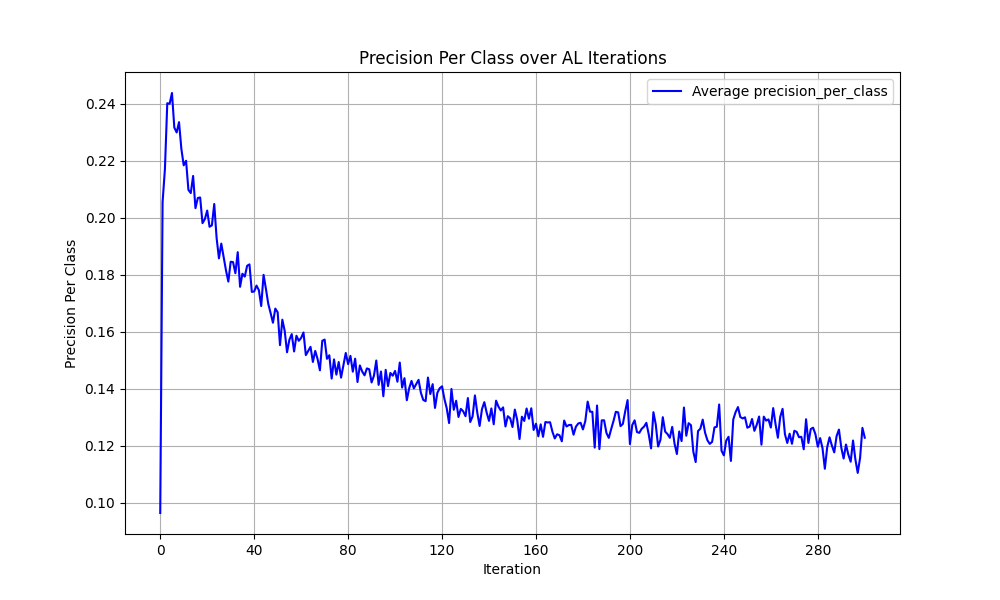 Precision Per Class over AL Iterations
Average precision_per_class
Precision Per Class
0.24
0.22
0.20
0.18
0.16
0.14
0.12
0.10
0 40 80 120 160 200 240 280
Iteration